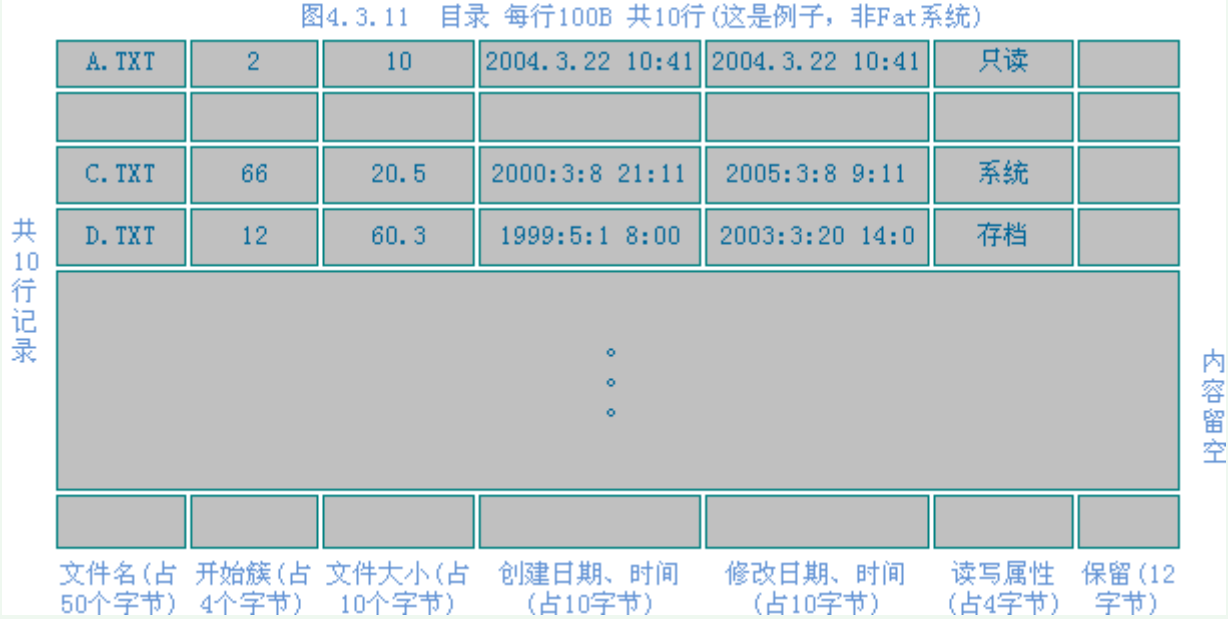 图4.3.11 目录 每行100B 共10行(这是例子，非Fat系统)
A.TXT 2 10 2004.3.22 10:41 2004.3.22 10:41 只读
C.TXT 66 20.5 2000:3:8 21:11 2005:3:8 9:11 系统
D.TXT 12 60.3 1999:5:1 8:00 2003:3:20 14:0 存档
共
10
行
记
录
。
。
。
内
容
留
空
文件名(占 开始簇(占 文件大小(占 创建日期、时间 修改日期、时间 读写属性 保留(12
50个字节) 4个字节) 10个字节) (占10字节) (占10字节) (占4字节) 字节)